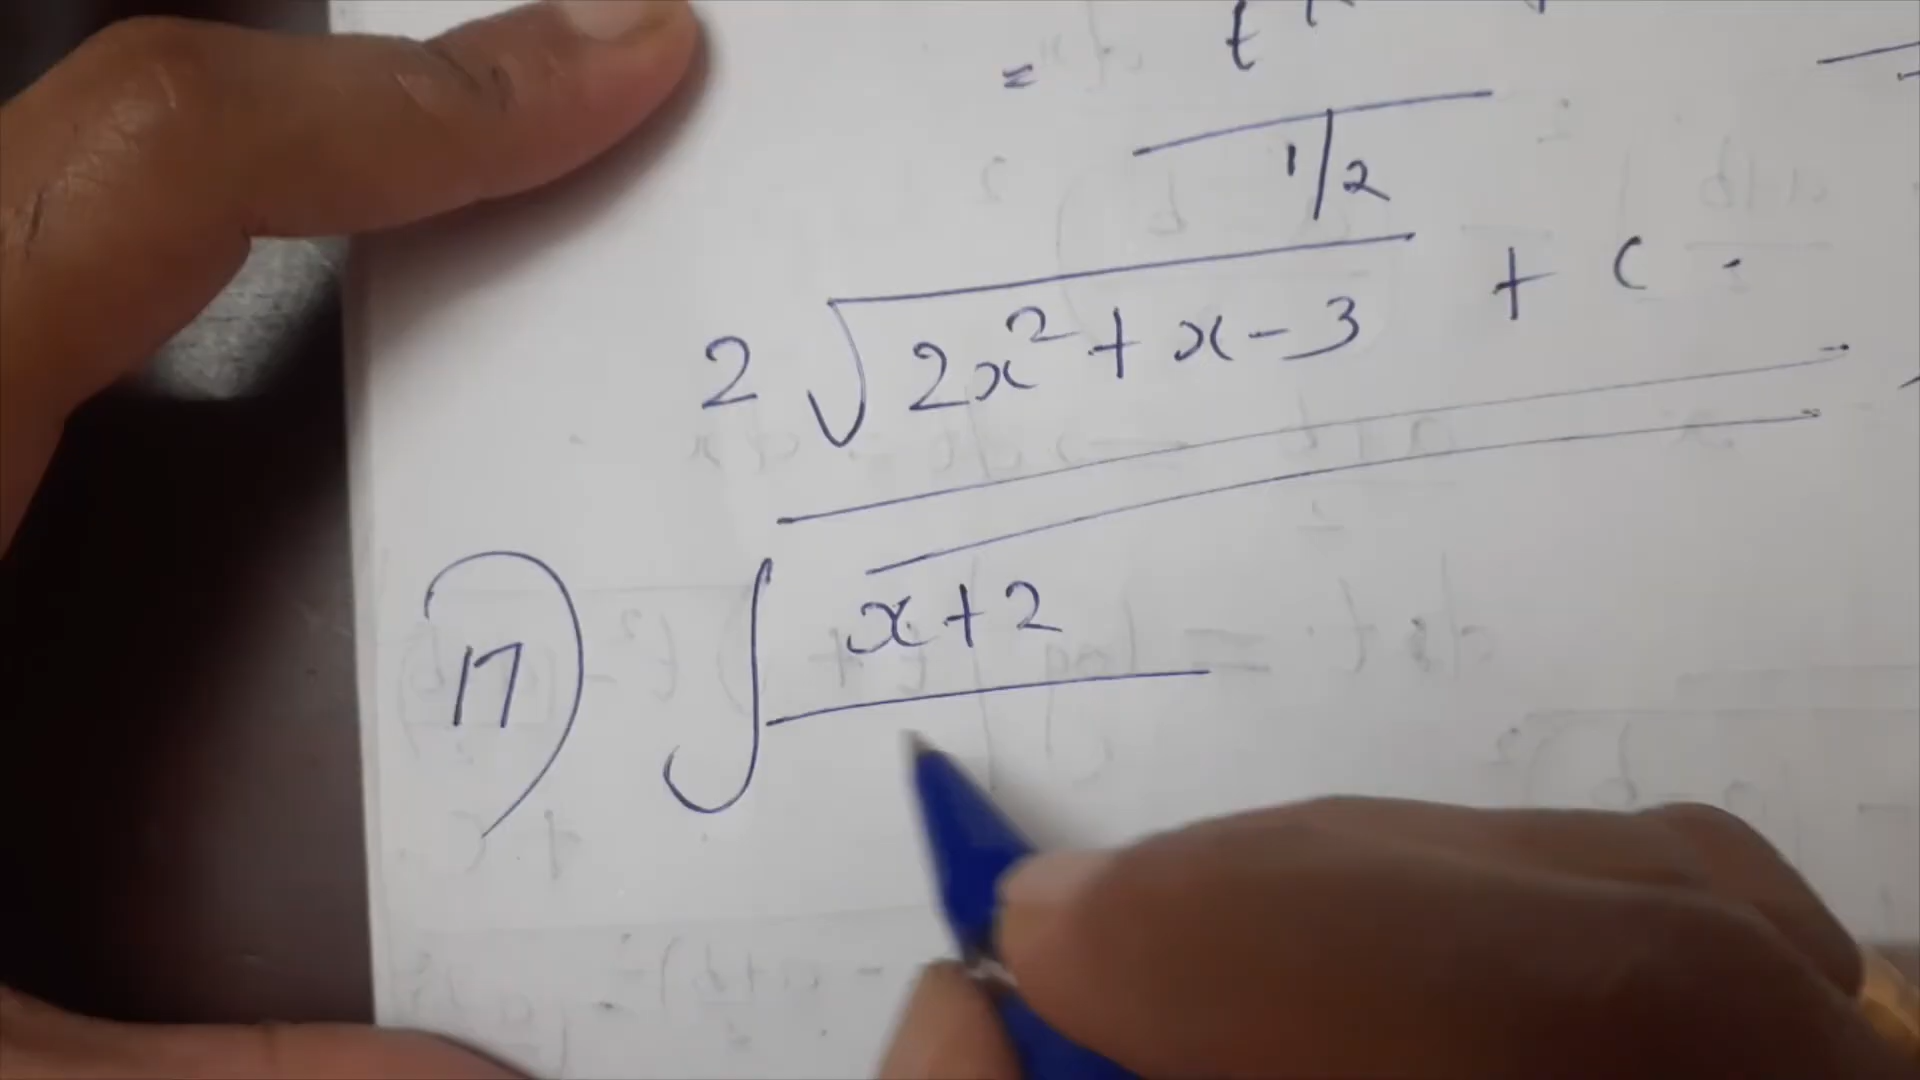 = t
1/2
2 √(2x² + x - 3) + C.
17) ∫ (x+2)/